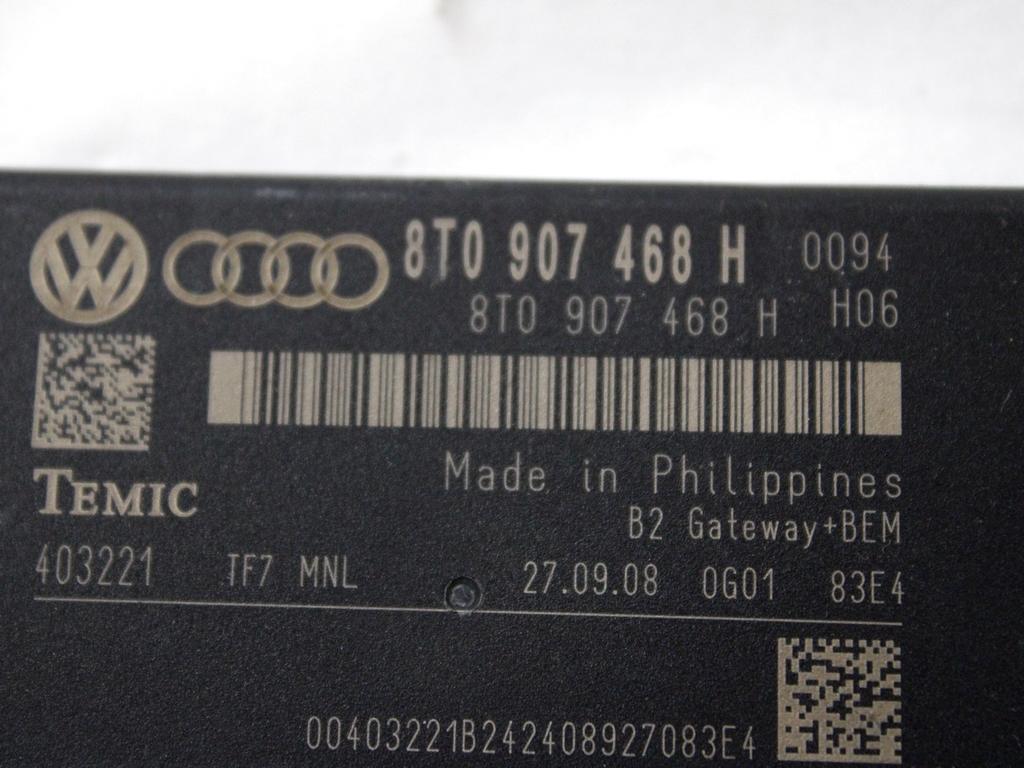 8T0 907 468 H 0094
8T0 907 468 H H06
TEMIC
Made in Philippines
B2 Gateway+BEM
403221 TF7 MNL 27.09.08 0G01 83E4
00403221B242408927083E4